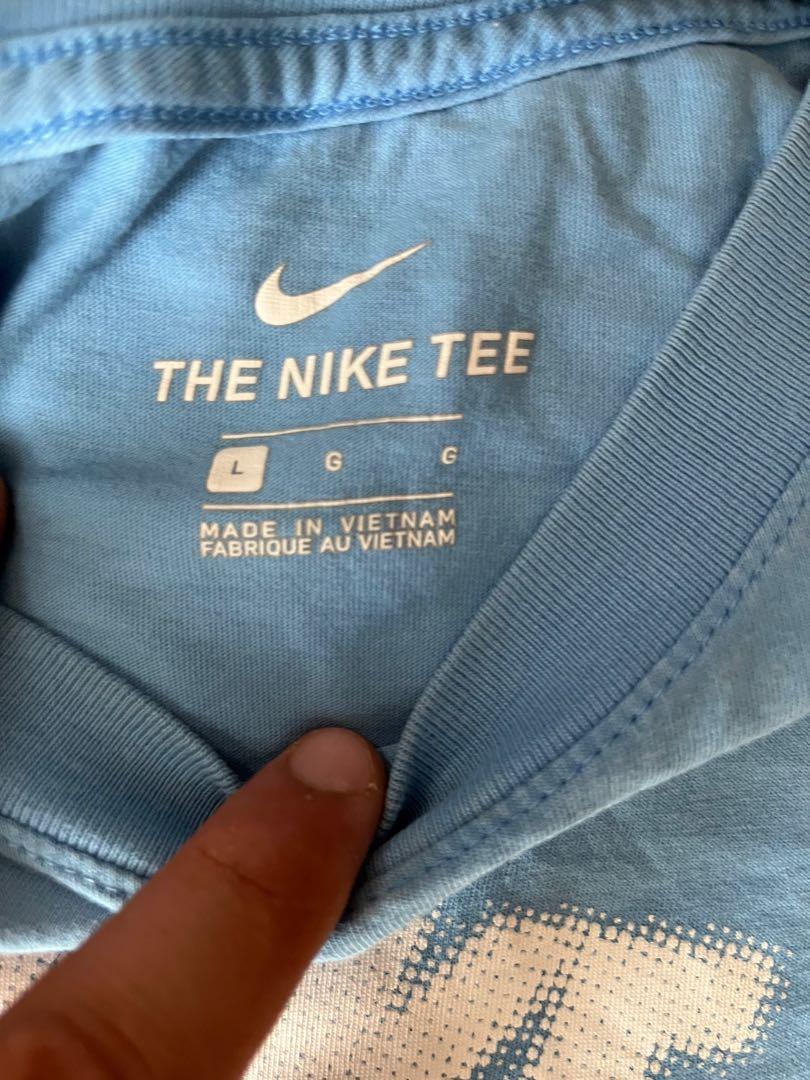 THE NIKE TEE
L G G
MADE IN VIETNAM
FABRIQUE AU VIETNAM